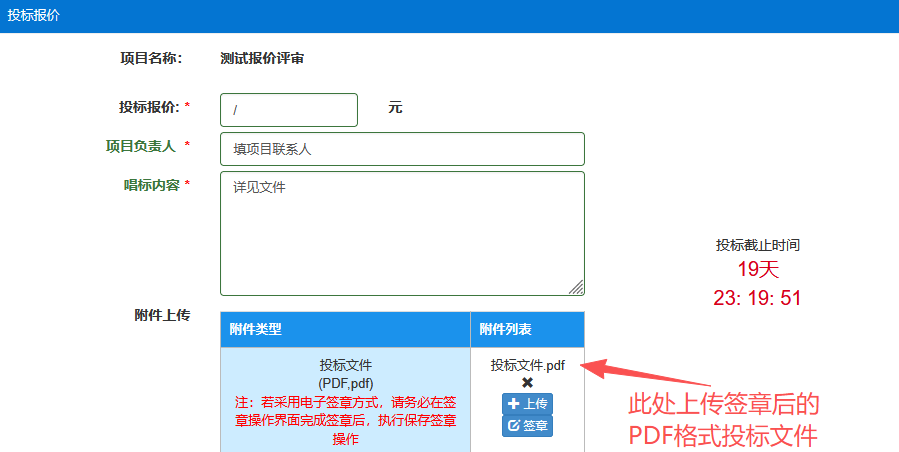 投标报价
项目名称： 测试报价评审
投标报价: * / 元
项目负责人 * 填项目联系人
唱标内容 * 详见文件
投标截止时间
19天
23: 19: 51
附件上传
附件类型 附件列表
投标文件
(PDF,pdf)
注：若采用电子签章方式，请务必在签
章操作界面完成签章后，执行保存签章
操作
投标文件.pdf
上传
签章
此处上传签章后的
PDF格式投标文件